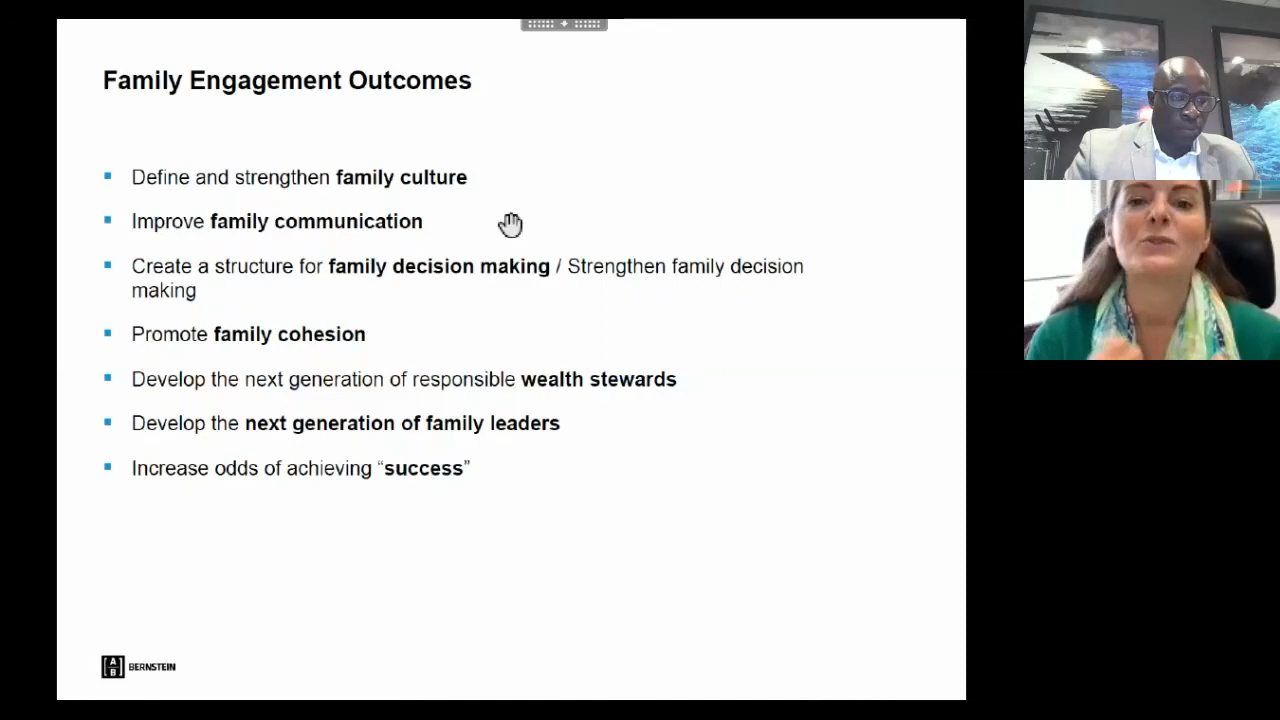 Family Engagement Outcomes
Define and strengthen family culture
Improve family communication
Create a structure for family decision making / Strengthen family decision
making
Promote family cohesion
Develop the next generation of responsible wealth stewards
Develop the next generation of family leaders
Increase odds of achieving “success”
[A
B] BERNSTEIN